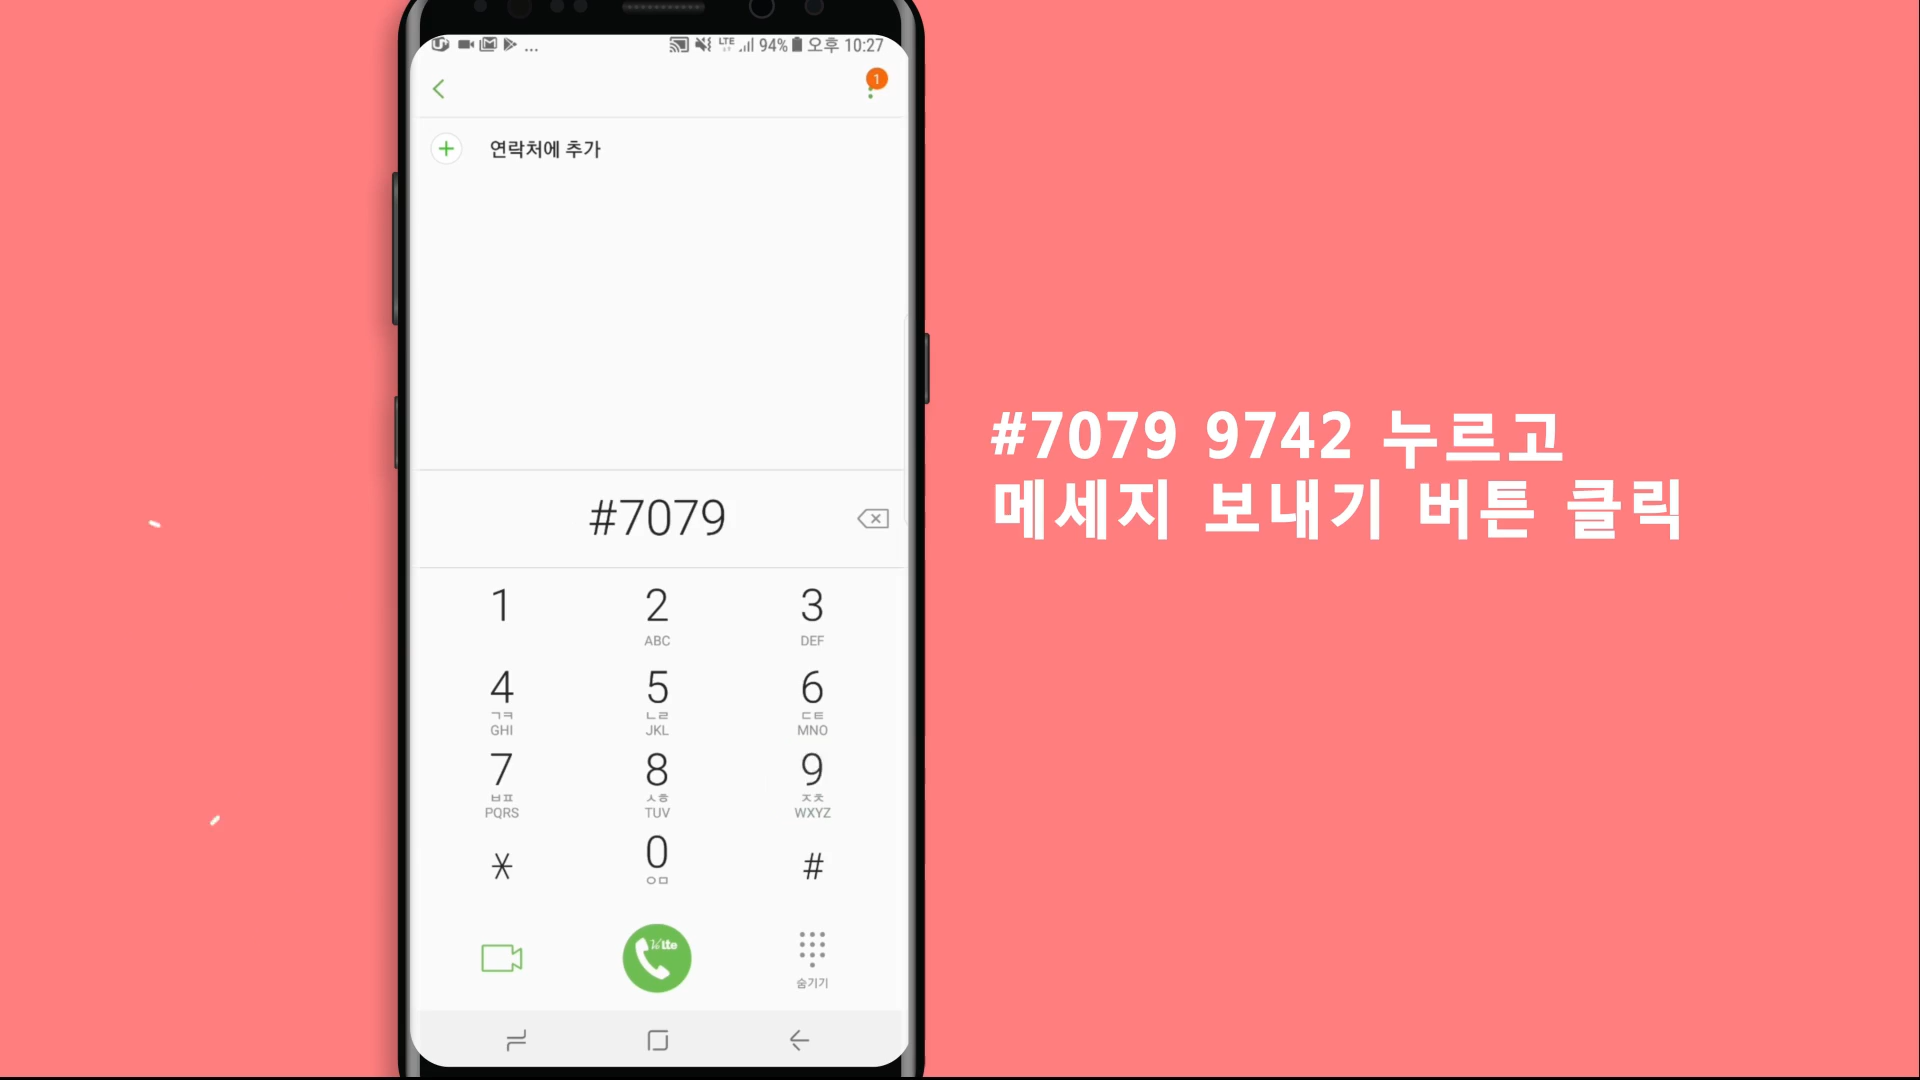 LTE 94% 오후 10:27
1
연락처에 추가
#7079
1 2 3
ABC DEF
4 5 6
ㄱㅋ ㄴㄹ ㄷㅌ
GHI JKL MNO
7 8 9
ㅂㅍ ㅅㅎ ㅈㅊ
PQRS TUV WXYZ
* 0 #
ㅇㅁ
숨기기
#7079 9742 누르고
메세지 보내기 버튼 클릭